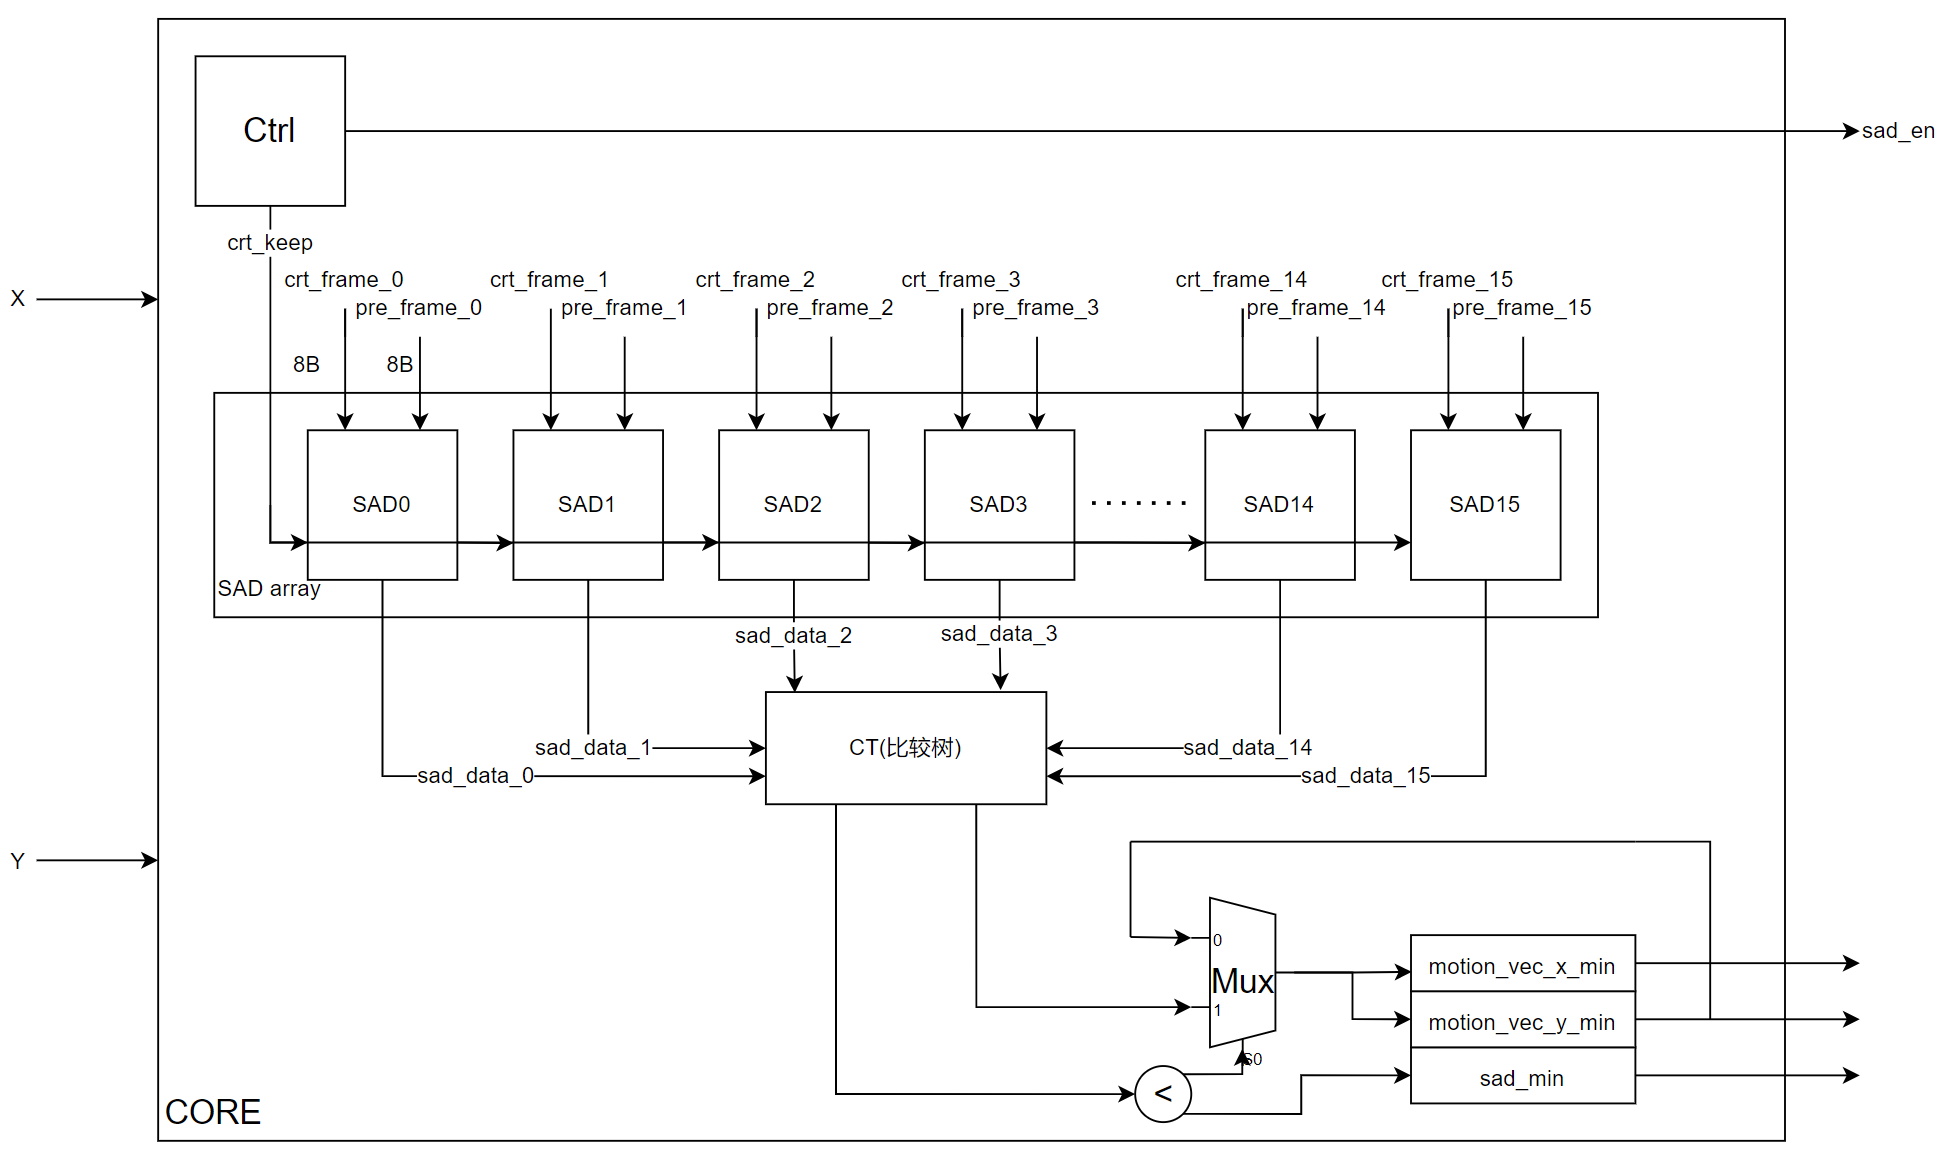 Ctrl
sad_en
crt_keep
X
crt_frame_0
crt_frame_1
crt_frame_2
crt_frame_3
crt_frame_14
crt_frame_15
pre_frame_0
pre_frame_1
pre_frame_2
pre_frame_3
pre_frame_14
pre_frame_15
8B
8B
SAD0
SAD1
SAD2
SAD3
.......
SAD14
SAD15
SAD array
sad_data_2
sad_data_3
sad_data_1
CT(比较树)
sad_data_14
sad_data_0
sad_data_15
Y
0
Mux
1
S0
<
motion_vec_x_min
motion_vec_y_min
sad_min
CORE